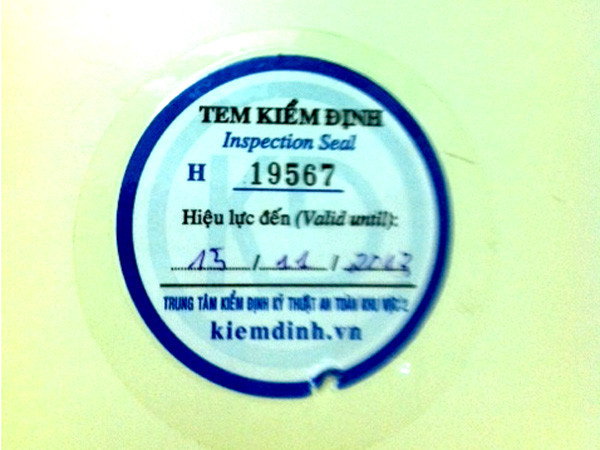 TEM KIỂM ĐỊNH
Inspection Seal
H 19567
Hiệu lực đến (Valid until):
13 / 11 /
TRUNG TÂM KIỂM ĐỊNH KỸ THUẬT AN TOÀN KHU VỰC 2
kiemdinh.vn